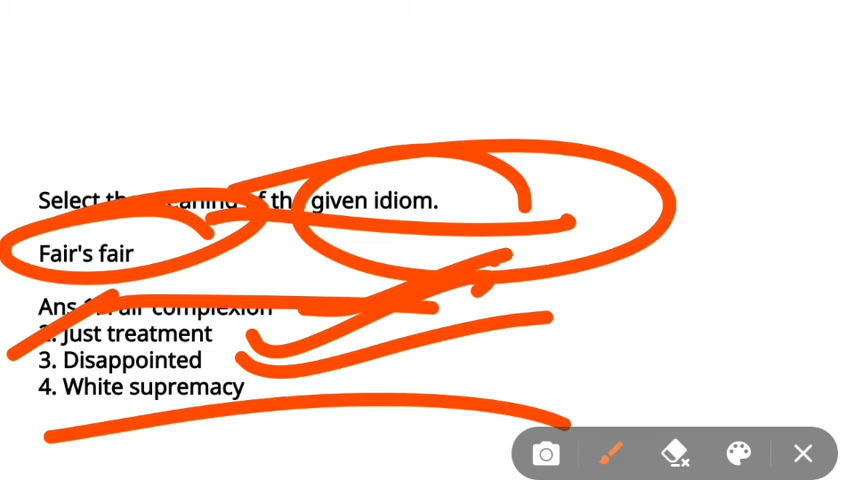 Select the meaning of the given idiom.
Fair's fair
Ans 1. Fair complexion
2. Just treatment
3. Disappointed
4. White supremacy